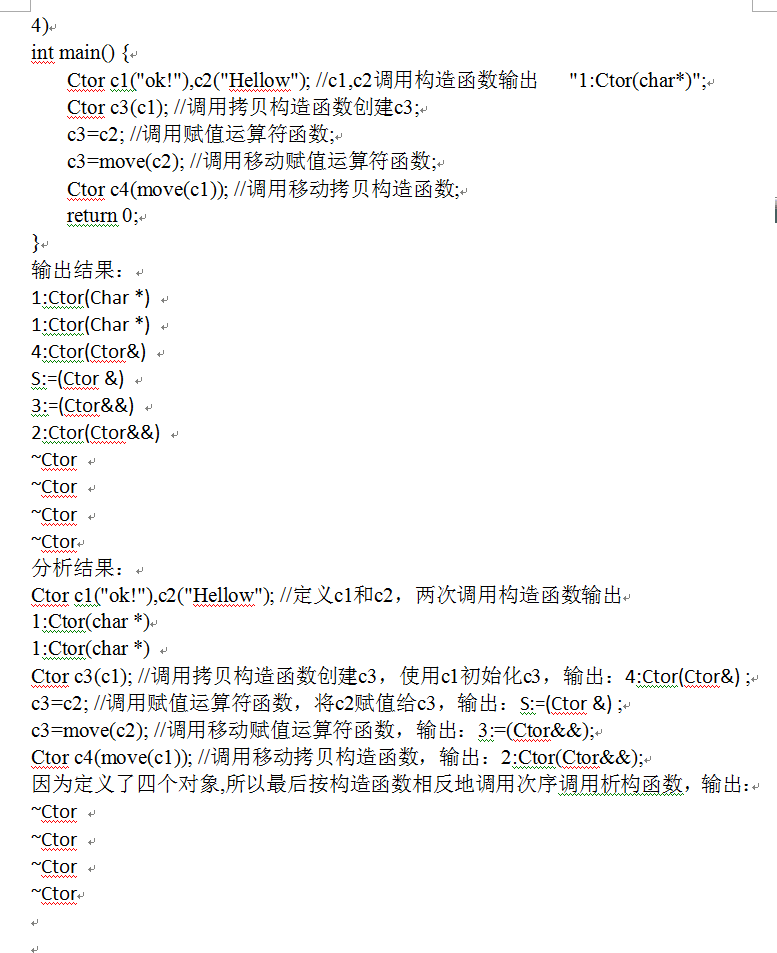 4)
int main() {
Ctor c1("ok!"),c2("Hellow"); //c1,c2调用构造函数输出 "1:Ctor(char*)";
Ctor c3(c1); //调用拷贝构造函数创建c3;
c3=c2; //调用赋值运算符函数;
c3=move(c2); //调用移动赋值运算符函数;
Ctor c4(move(c1)); //调用移动拷贝构造函数;
return 0;
}
输出结果：
1:Ctor(Char *)
1:Ctor(Char *)
4:Ctor(Ctor&)
S:=(Ctor &)
3:=(Ctor&&)
2:Ctor(Ctor&&)
~Ctor
~Ctor
~Ctor
~Ctor
分析结果：
Ctor c1("ok!"),c2("Hellow"); //定义c1和c2，两次调用构造函数输出
1:Ctor(char *)
1:Ctor(char *)
Ctor c3(c1); //调用拷贝构造函数创建c3，使用c1初始化c3，输出：4:Ctor(Ctor&) ;
c3=c2; //调用赋值运算符函数，将c2赋值给c3，输出：S:=(Ctor &) ;
c3=move(c2); //调用移动赋值运算符函数，输出：3:=(Ctor&&);
Ctor c4(move(c1)); //调用移动拷贝构造函数，输出：2:Ctor(Ctor&&);
因为定义了四个对象,所以最后按构造函数相反地调用次序调用析构函数，输出：
~Ctor
~Ctor
~Ctor
~Ctor